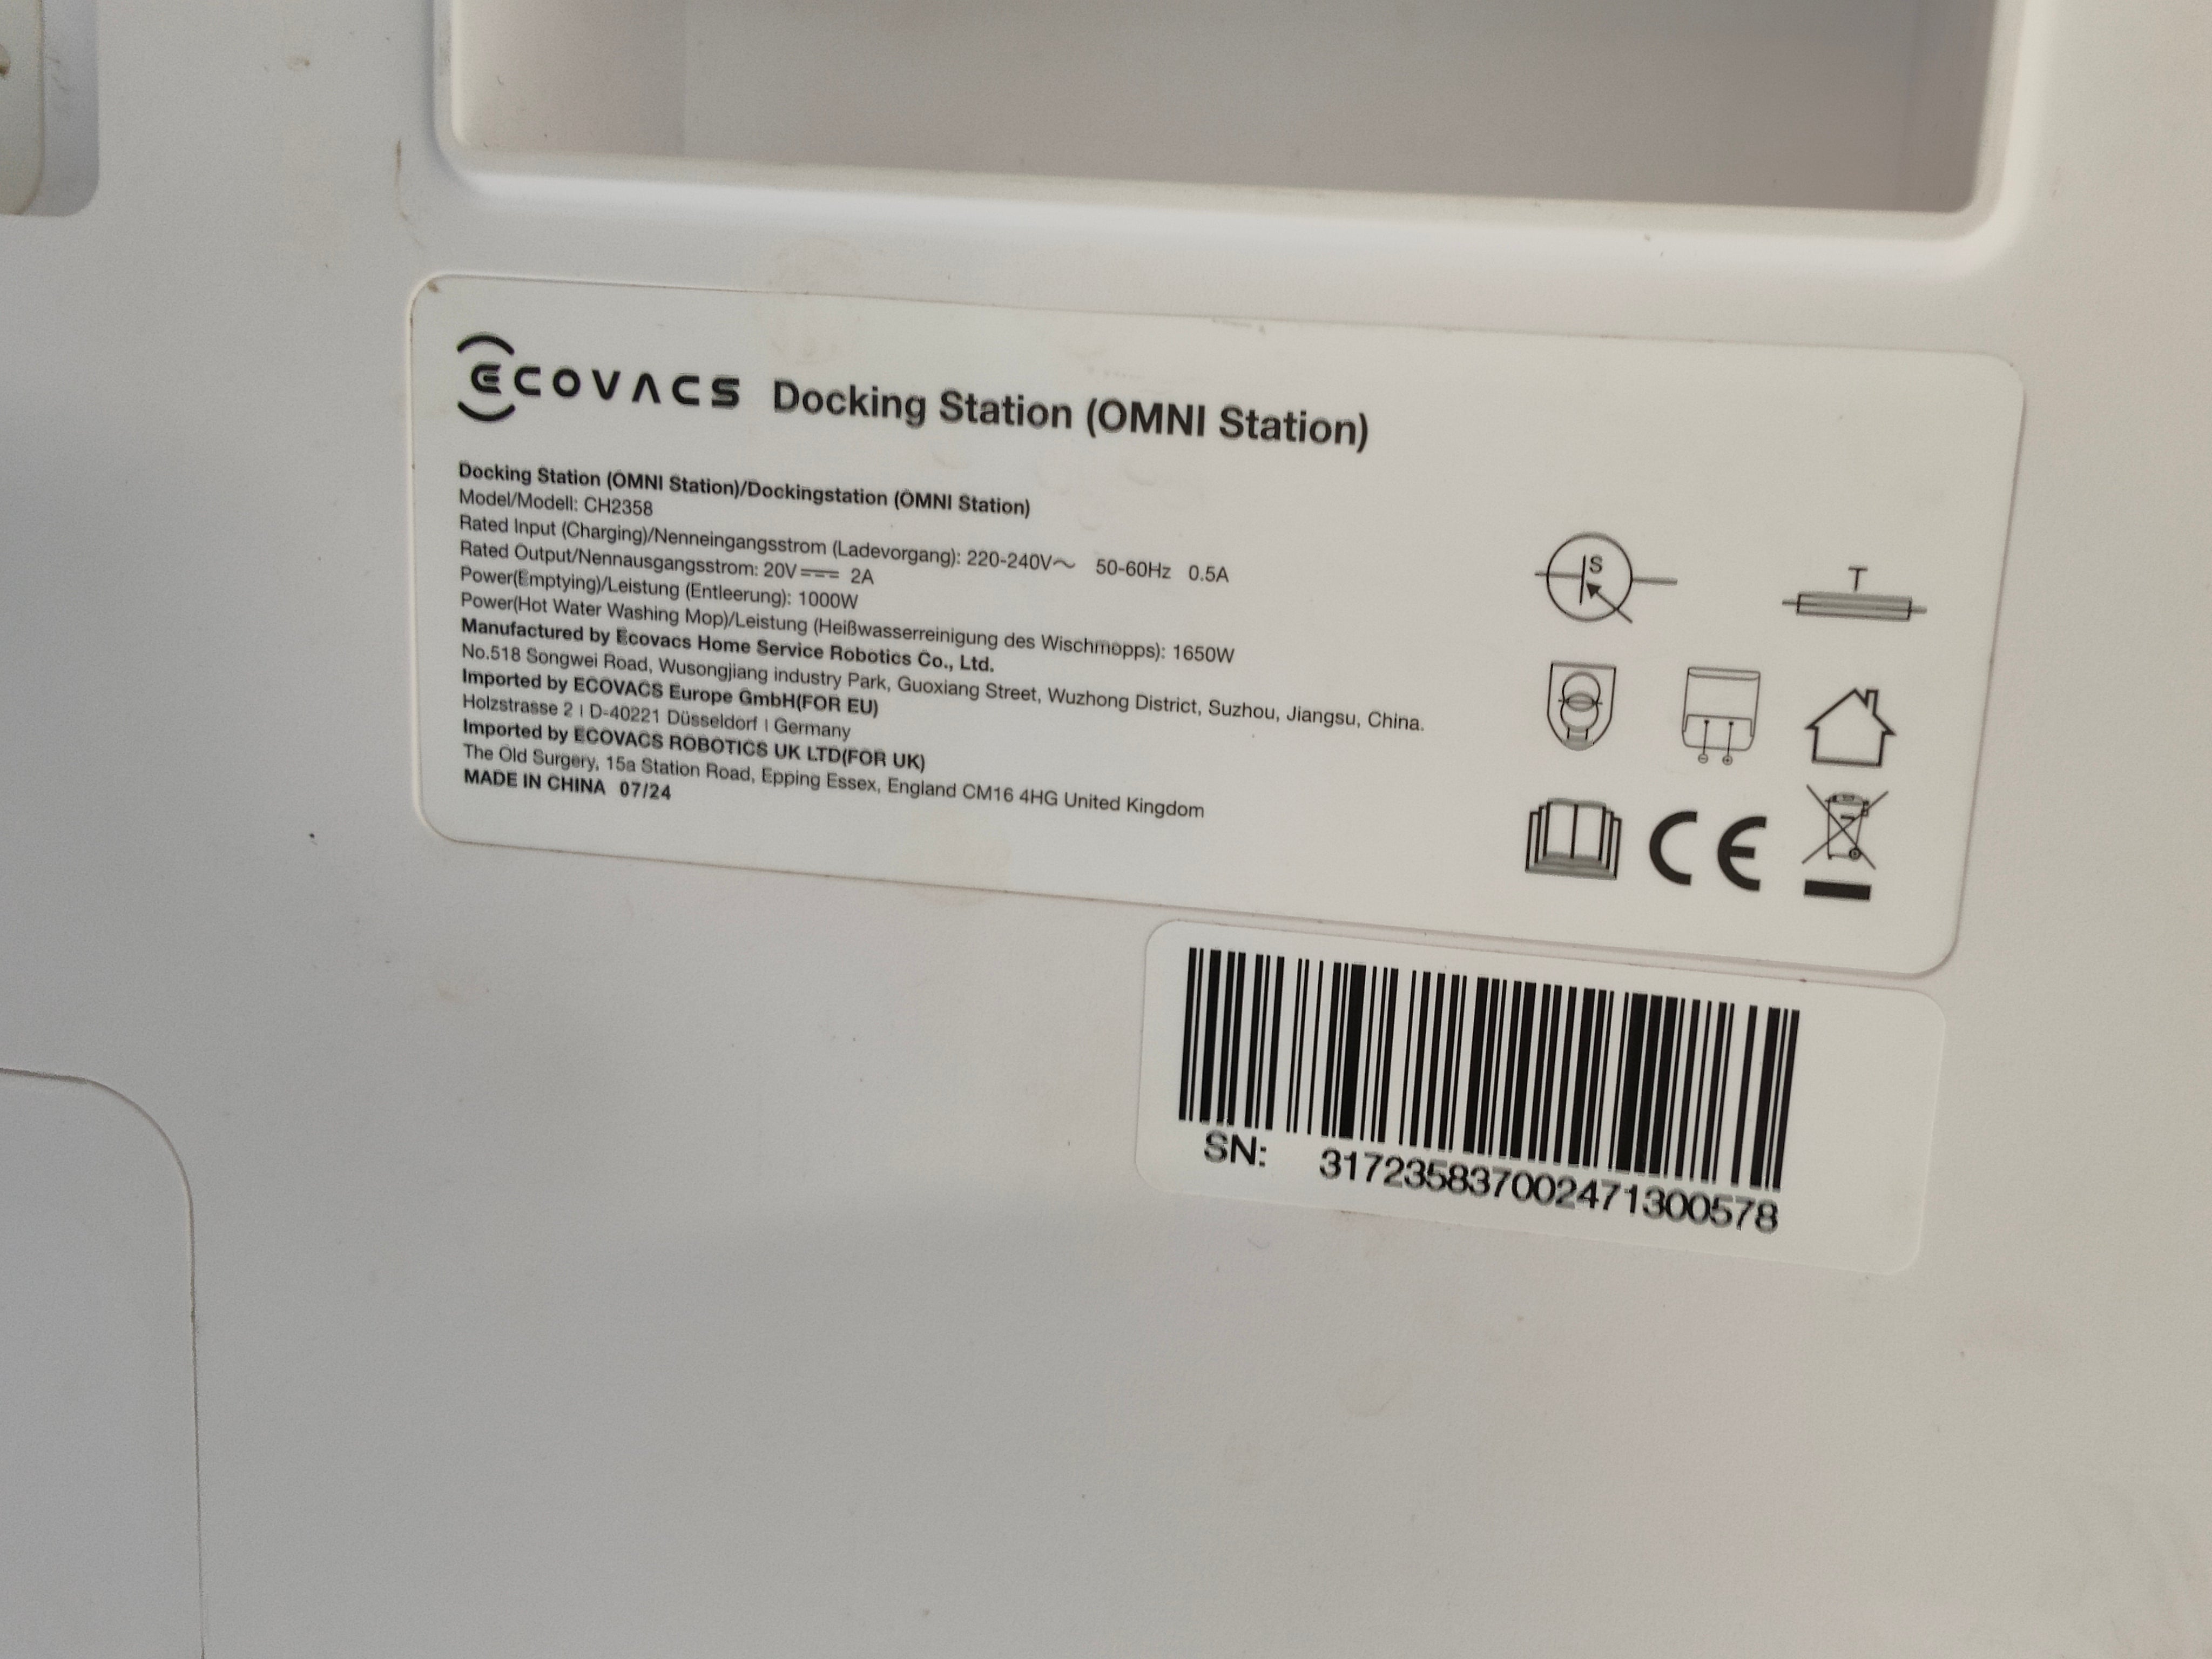 ECOVACS Docking Station (OMNI Station)
Docking Station (OMNI Station)/Dockingstation (OMNI Station)
Model/Modell: CH2358
Rated Input (Charging)/Nenneingangsstrom (Ladevorgang): 220-240V～ 50-60Hz 0.5A
Rated Output/Nennausgangsstrom: 20V⎓ 2A
Power(Emptying)/Leistung (Entleerung): 1000W
Power(Hot Water Washing Mop)/Leistung (Heißwasserreinigung des Wischmopps): 1650W
Manufactured by Ecovacs Home Service Robotics Co., Ltd.
No.518 Songwei Road, Wusongjiang industry Park, Guoxiang Street, Wuzhong District, Suzhou, Jiangsu, China.
Imported by ECOVACS Europe GmbH(FOR EU)
Holzstrasse 2 | D-40221 Düsseldorf | Germany
Imported by ECOVACS ROBOTICS UK LTD(FOR UK)
The Old Surgery, 15a Station Road, Epping Essex, England CM16 4HG United Kingdom
MADE IN CHINA 07/24
S
T
CE
SN: 317235837002471300578